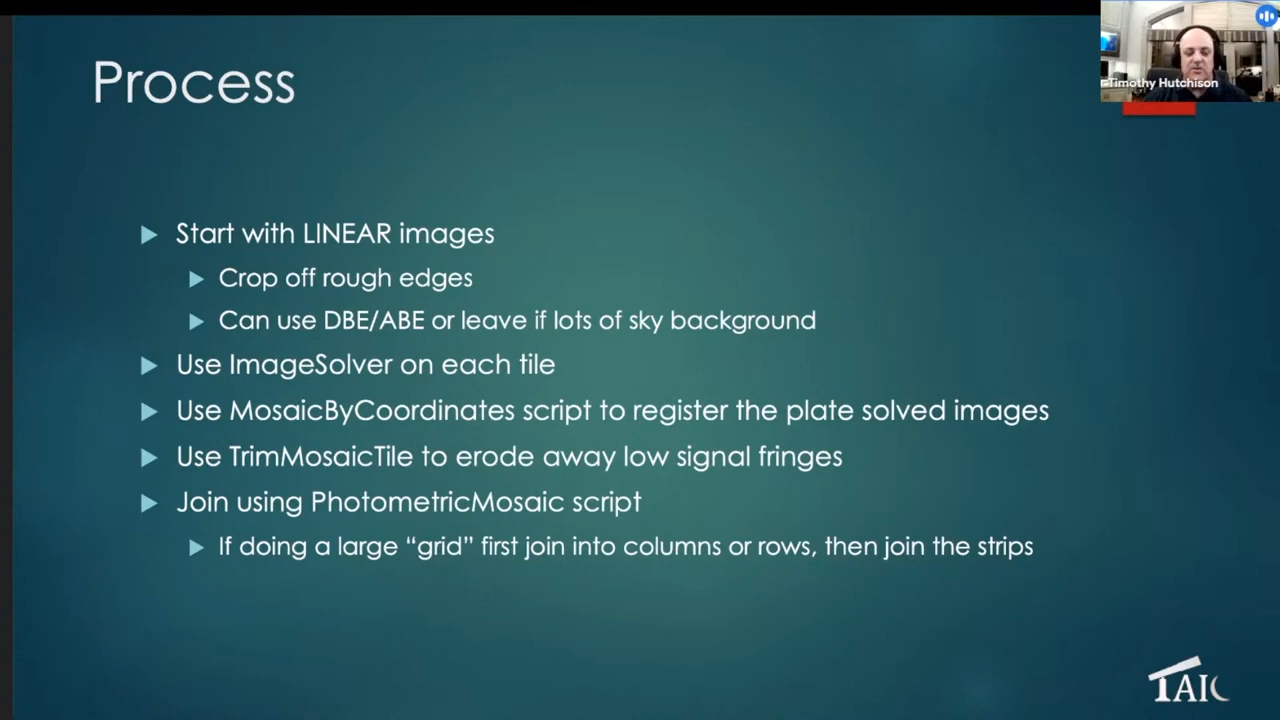 Process
Timothy Hutchison
Start with LINEAR images
Crop off rough edges
Can use DBE/ABE or leave if lots of sky background
Use ImageSolver on each tile
Use MosaicByCoordinates script to register the plate solved images
Use TrimMosaicTile to erode away low signal fringes
Join using PhotometricMosaic script
If doing a large “grid” first join into columns or rows, then join the strips
TAIC